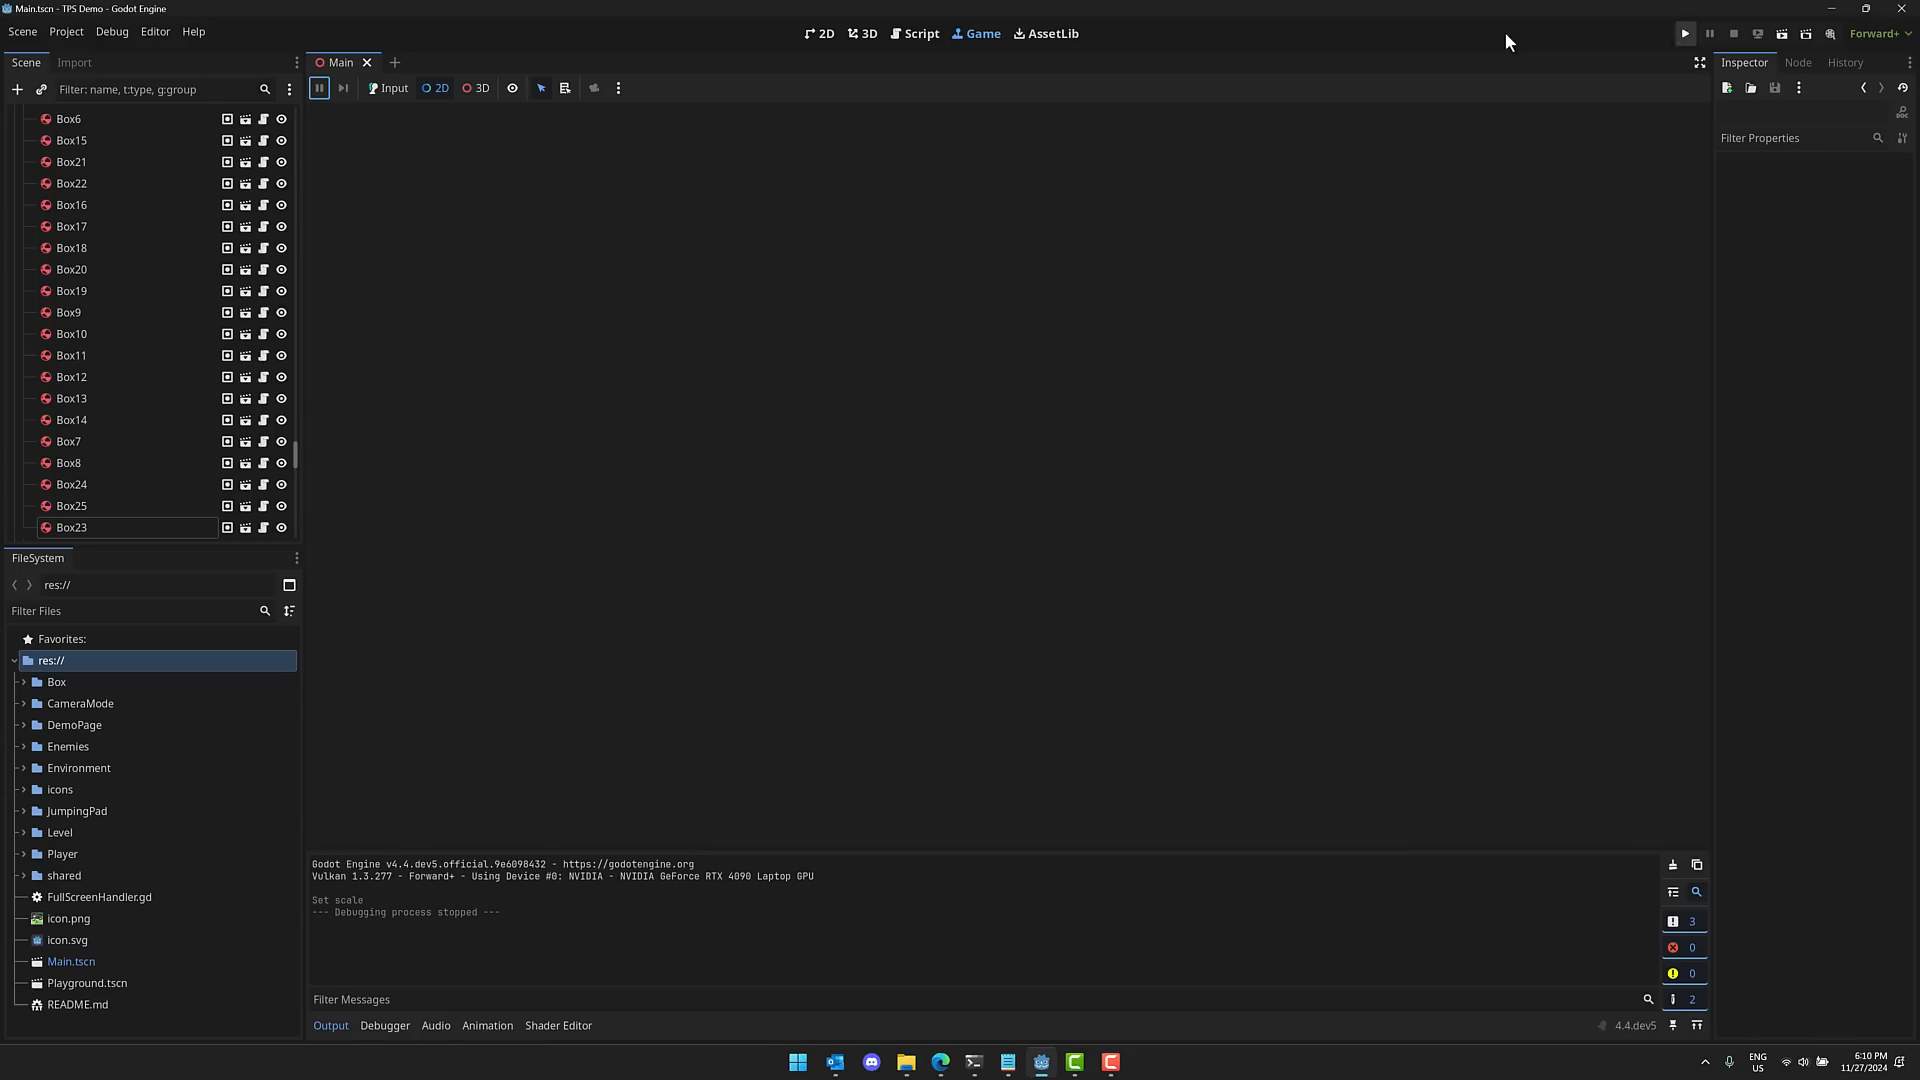 Main.tscn - TPS Demo - Godot Engine
Scene Project Debug Editor Help
2D 3D Script Game AssetLib
Forward+
Scene Import
Main
Inspector Node History
Filter: name, t:type, g:group
Input 2D 3D
Filter Properties
Box6
Box15
Box21
Box22
Box16
Box17
Box18
Box20
Box19
Box9
Box10
Box11
Box12
Box13
Box14
Box7
Box8
Box24
Box25
Box23
FileSystem
res://
Filter Files
Favorites:
res://
Box
CameraMode
DemoPage
Enemies
Environment
icons
JumpingPad
Level
Player
shared
FullScreenHandler.gd
icon.png
icon.svg
Main.tscn
Playground.tscn
README.md
Godot Engine v4.4.dev5.official.9e6098432 - https://godotengine.org
Vulkan 1.3.277 - Forward+ - Using Device #0: NVIDIA - NVIDIA GeForce RTX 4090 Laptop GPU
Set scale
--- Debugging process stopped ---
3
0
0
2
Filter Messages
Output Debugger Audio Animation Shader Editor
4.4.dev5
ENG
US
6:10 PM
11/27/2024